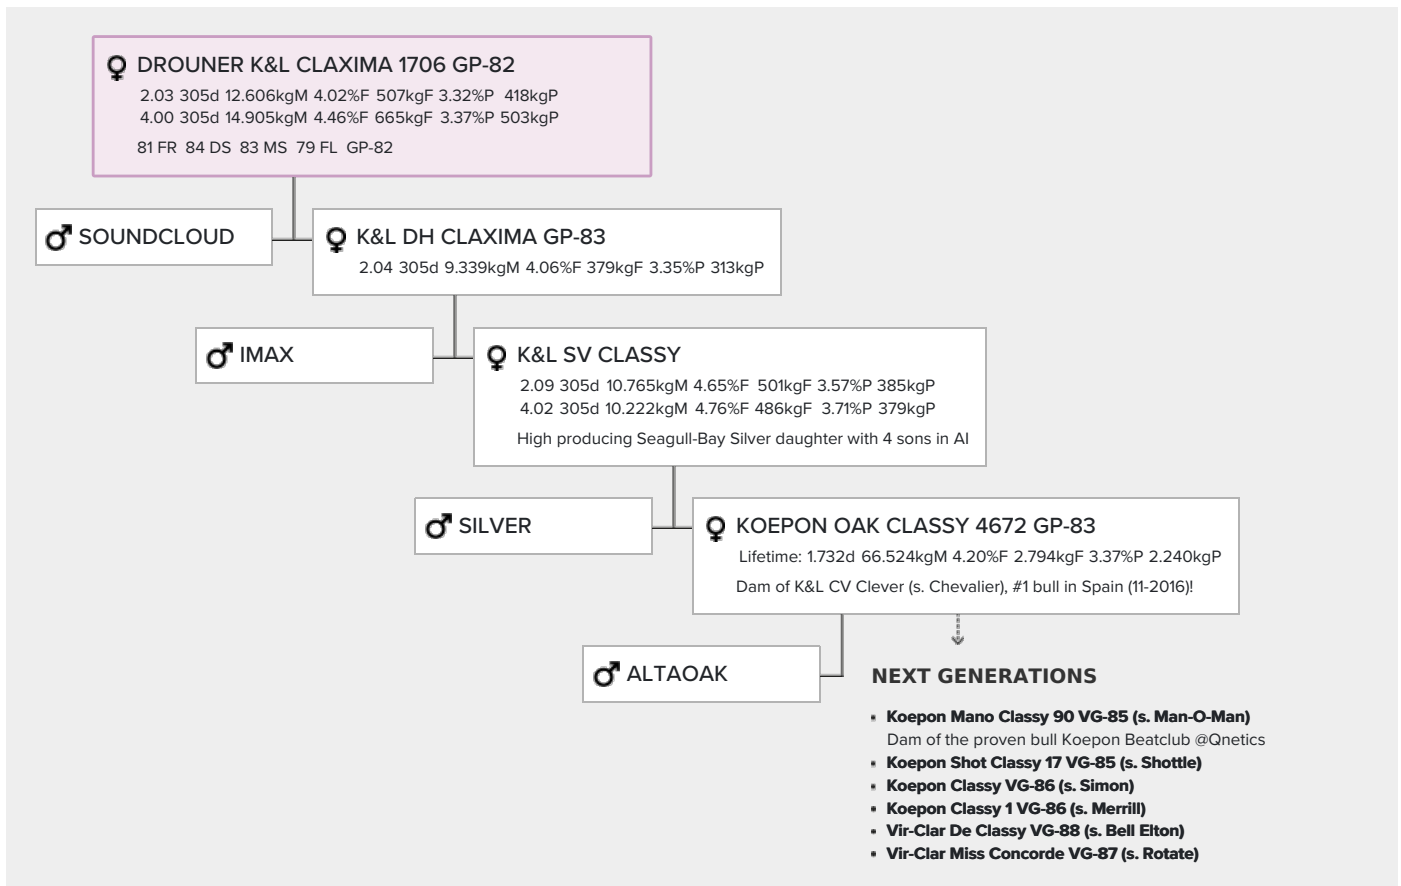 DROUNER K&L CLAXIMA 1706 GP-82
2.03 305d 12.606kgM 4.02%F 507kgF 3.32%P 418kgP
4.00 305d 14.905kgM 4.46%F 665kgF 3.37%P 503kgP
81 FR 84 DS 83 MS 79 FL GP-82
SOUNDCLOUD
K&L DH CLAXIMA GP-83
2.04 305d 9.339kgM 4.06%F 379kgF 3.35%P 313kgP
IMAX
K&L SV CLASSY
2.09 305d 10.765kgM 4.65%F 501kgF 3.57%P 385kgP
4.02 305d 10.222kgM 4.76%F 486kgF 3.71%P 379kgP
High producing Seagull-Bay Silver daughter with 4 sons in AI
SILVER
KOEPON OAK CLASSY 4672 GP-83
Lifetime: 1.732d 66.524kgM 4.20%F 2.794kgF 3.37%P 2.240kgP
Dam of K&L CV Clever (s. Chevalier), #1 bull in Spain (11-2016)!
ALTAOAK
NEXT GENERATIONS
▪ Koepon Mano Classy 90 VG-85 (s. Man-O-Man)
Dam of the proven bull Koepon Beatclub @Qnetics
▪ Koepon Shot Classy 17 VG-85 (s. Shottle)
▪ Koepon Classy VG-86 (s. Simon)
▪ Koepon Classy 1 VG-86 (s. Merrill)
▪ Vir-Clar De Classy VG-88 (s. Bell Elton)
▪ Vir-Clar Miss Concorde VG-87 (s. Rotate)